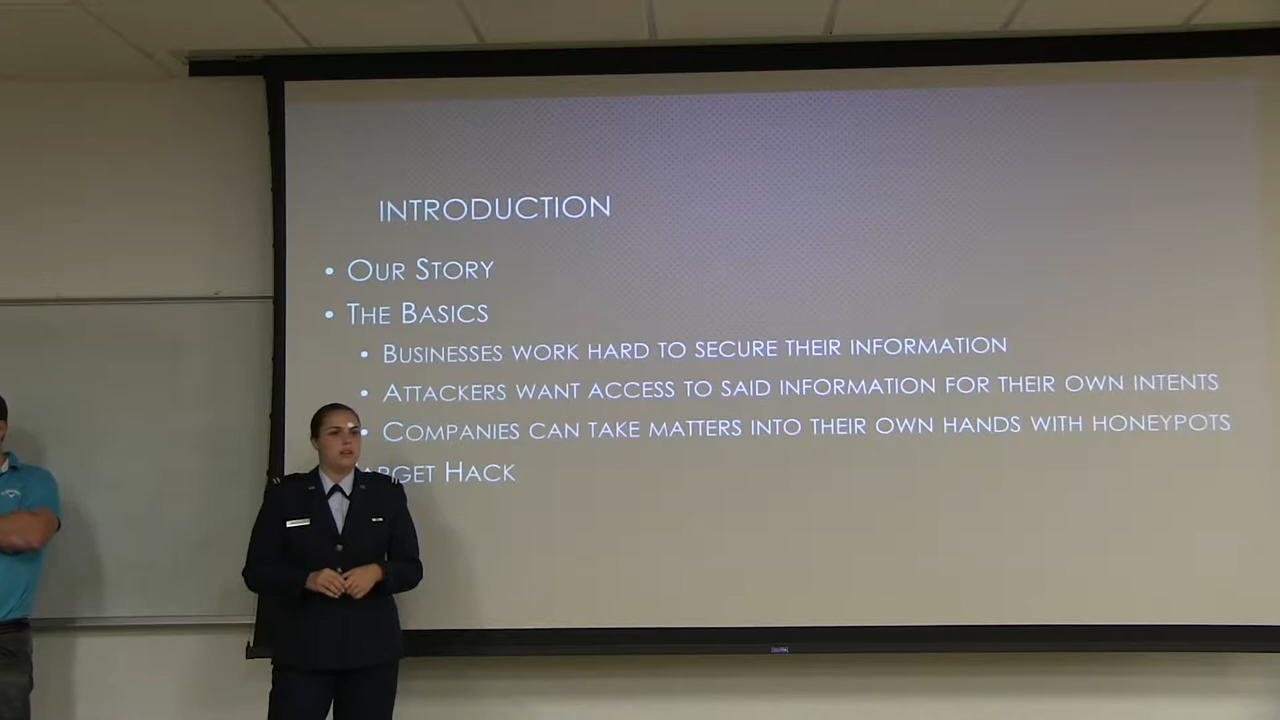 INTRODUCTION
• OUR STORY
• THE BASICS
• BUSINESSES WORK HARD TO SECURE THEIR INFORMATION
• ATTACKERS WANT ACCESS TO SAID INFORMATION FOR THEIR OWN INTENTS
• COMPANIES CAN TAKE MATTERS INTO THEIR OWN HANDS WITH HONEYPOTS
TARGET HACK